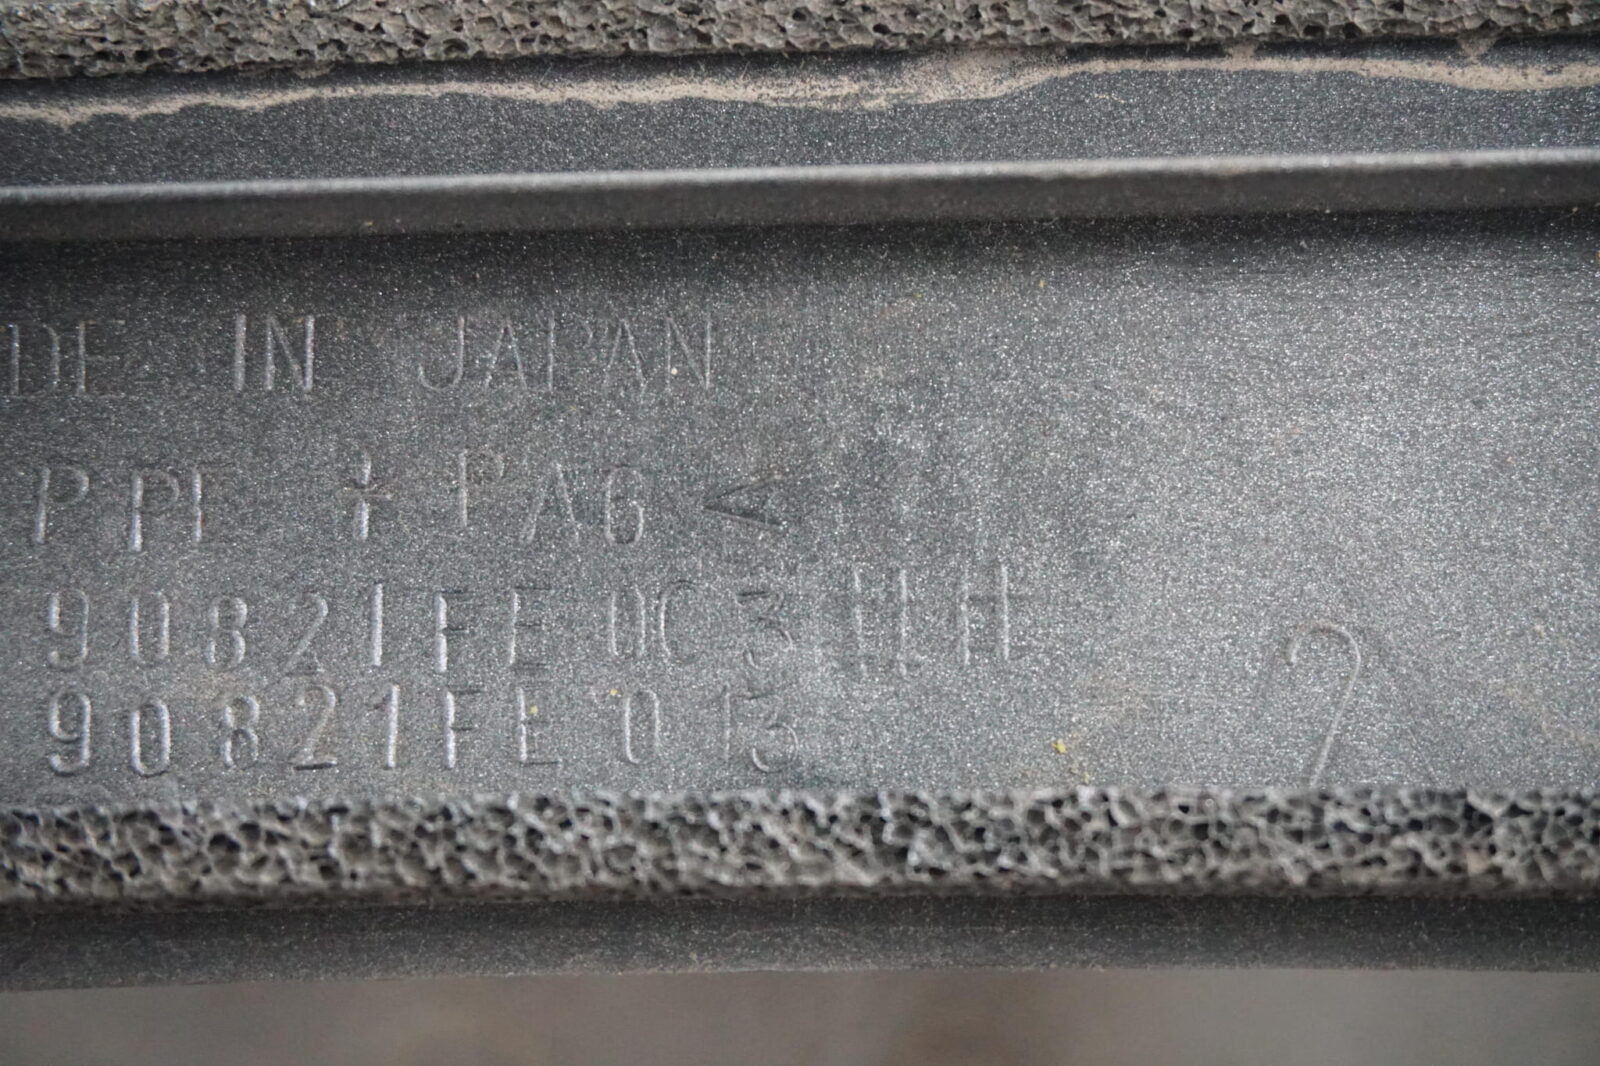 DE IN JAPAN
PPE + PA6 <
90821FE0C3 LH
90821FE013